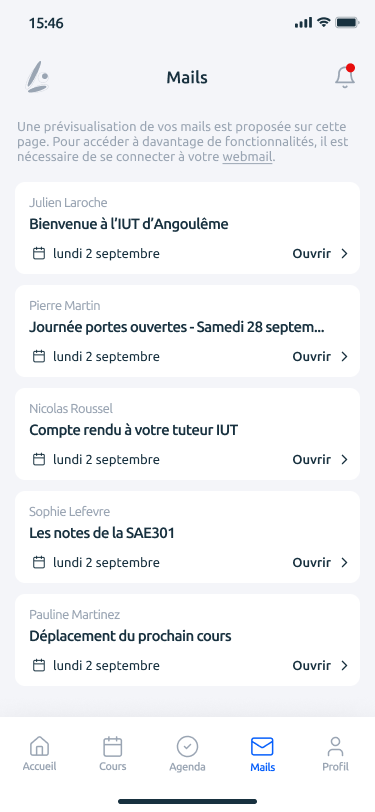 15:46
Mails
Une prévisualisation de vos mails est proposée sur cette
page. Pour accéder à davantage de fonctionnalités, il est
nécessaire de se connecter à votre webmail.
Julien Laroche
Bienvenue à l'IUT d'Angoulême
lundi 2 septembre Ouvrir
Pierre Martin
Journée portes ouvertes - Samedi 28 septem...
lundi 2 septembre Ouvrir
Nicolas Roussel
Compte rendu à votre tuteur IUT
lundi 2 septembre Ouvrir
Sophie Lefevre
Les notes de la SAE301
lundi 2 septembre Ouvrir
Pauline Martinez
Déplacement du prochain cours
lundi 2 septembre Ouvrir
Accueil Cours Agenda Mails Profil